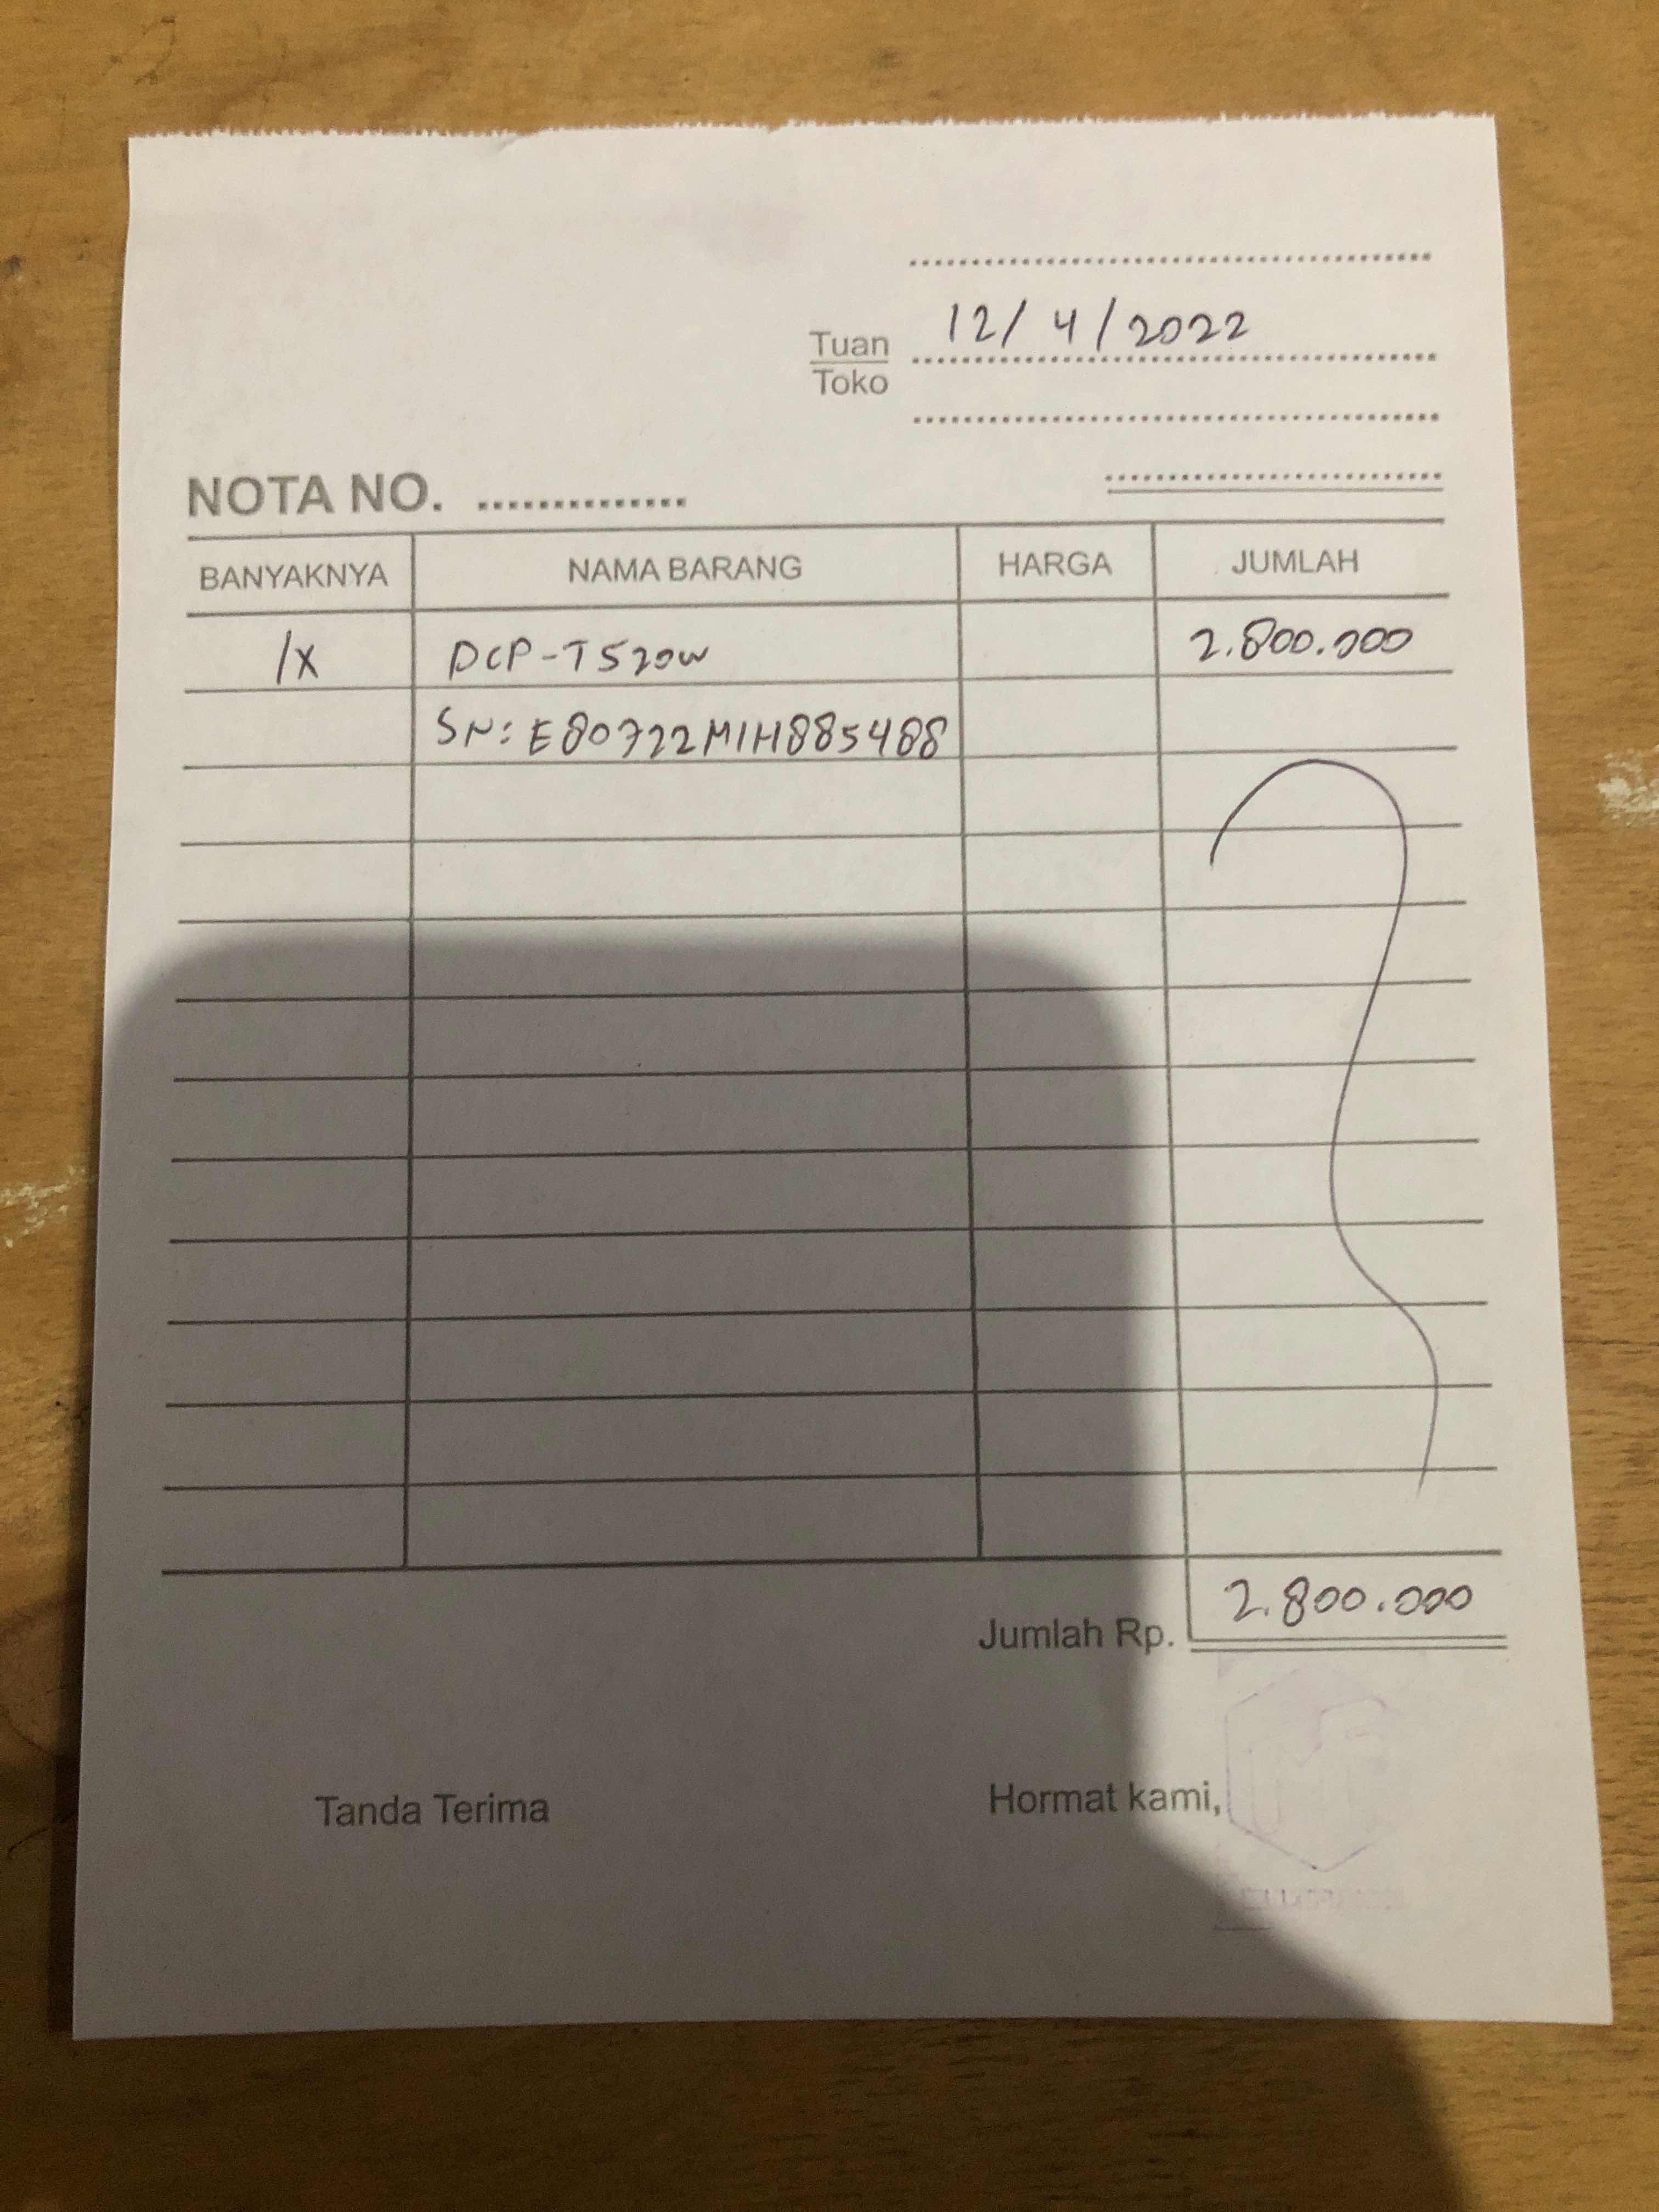 12/4/2022
Tuan
Toko
NOTA NO. ..............
BANYAKNYA NAMA BARANG HARGA JUMLAH
1x DCP-T520W 2.800.000
SN: E80722M1H885488
Jumlah Rp. 2.800.000
Tanda Terima Hormat kami,